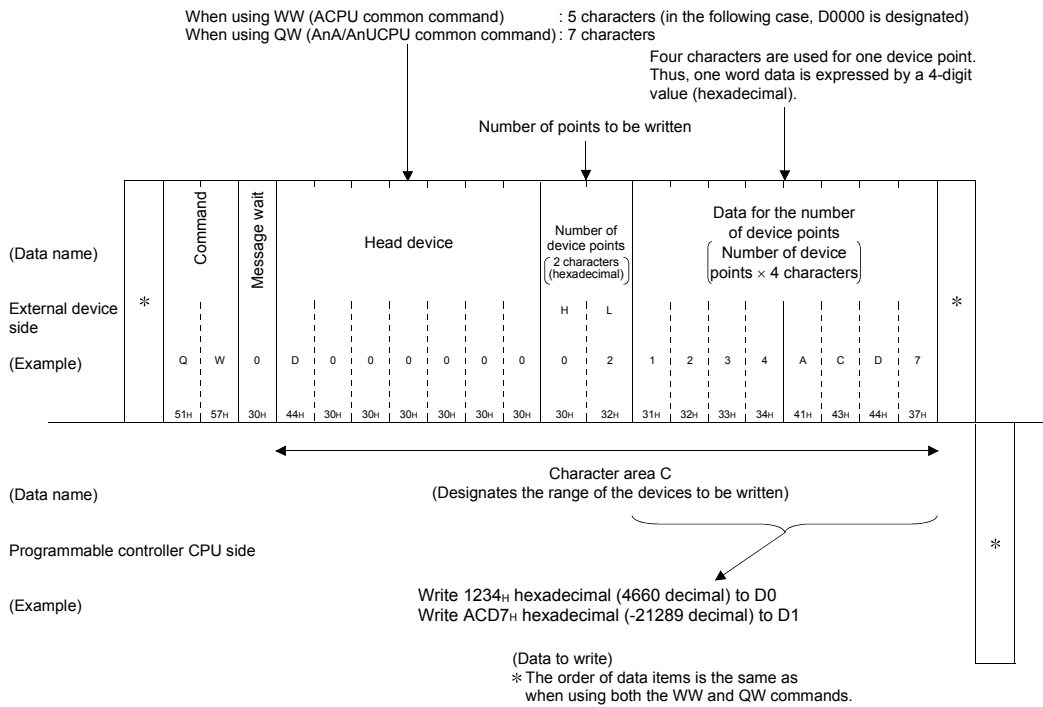 When using WW (ACPU common command) : 5 characters (in the following case, D0000 is designated)
When using QW (AnA/AnUCPU common command) : 7 characters
Four characters are used for one device point.
Thus, one word data is expressed by a 4-digit
value (hexadecimal).
Number of points to be written
(Data name)
Command
Message wait
Head device
Number of
device points
2 characters
(hexadecimal)
Data for the number
of device points
Number of device
points × 4 characters
External device
side
*
H L
*
(Example)
Q W 0 D 0 0 0 0 0 0 0 2 1 2 3 4 A C D 7
51H 57H 30H 44H 30H 30H 30H 30H 30H 30H 30H 32H 31H 32H 33H 34H 41H 43H 44H 37H
Character area C
(Data name)
(Designates the range of the devices to be written)
Programmable controller CPU side
*
(Example)
Write 1234H hexadecimal (4660 decimal) to D0
Write ACD7H hexadecimal (-21289 decimal) to D1
(Data to write)
* The order of data items is the same as
when using both the WW and QW commands.